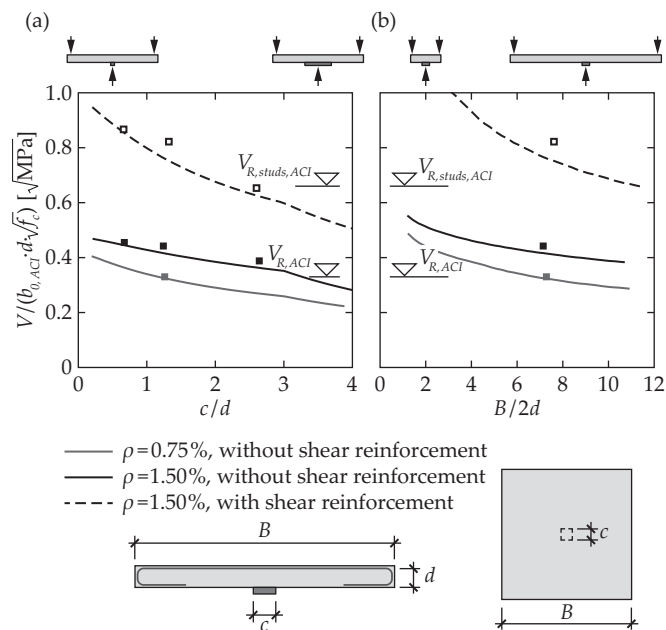 (a)
(b)
V/(b0,ACI·d·√fc) [√MPa]
1.0
0.8
0.6
0.4
0.2
0
VR,studs,ACI
VR,ACI
0 1 2 3 4
c/d
VR,studs,ACI
VR,ACI
0 2 4 6 8 10 12
B/2d
ρ=0.75%, without shear reinforcement
ρ=1.50%, without shear reinforcement
ρ=1.50%, with shear reinforcement
B
d
c
c
B